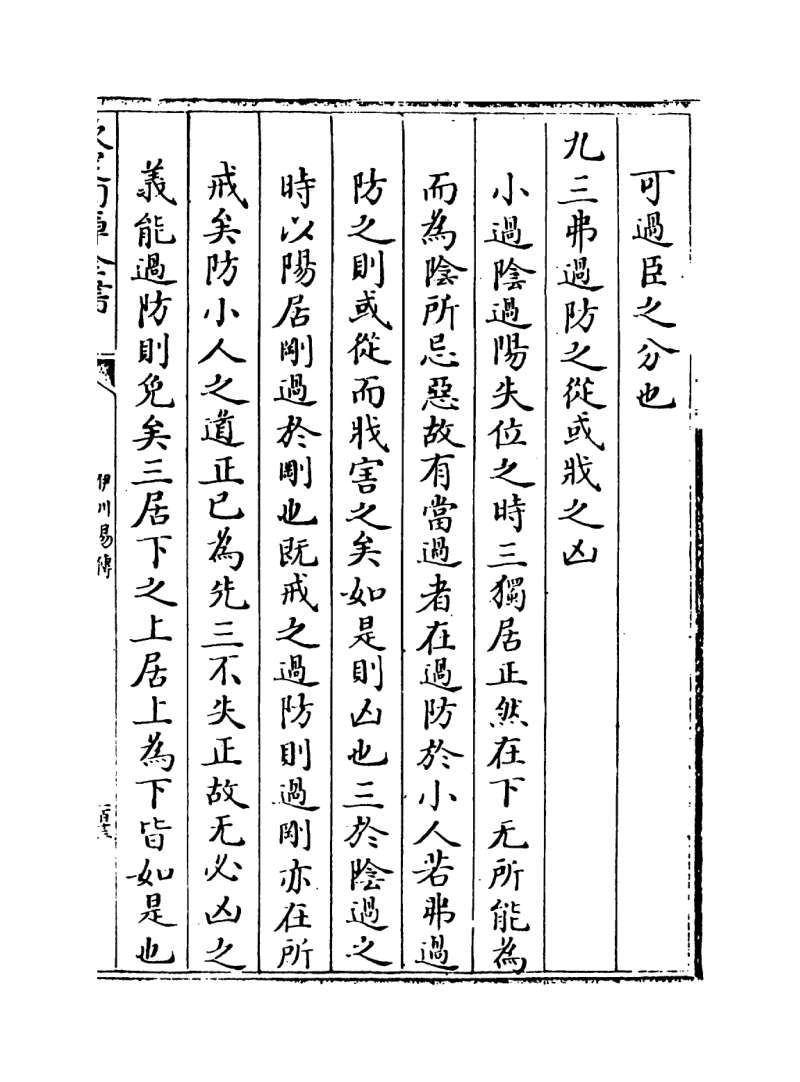 可過臣之分也
九三弗過防之從或戕之凶
小過陰過陽失位之時三獨居正然在下无所能為
而為陰所忌惡故有當過者在過防於小人若弗過
防之則或從而戕害之矣如是則凶也三於陰過之
時以陽居剛過於剛也既戒之過防則過剛亦在所
戒矣防小人之道正已為先三不失正故无必凶之
義能過防則免矣三居下之上居上為下皆如是也
伊川易傳